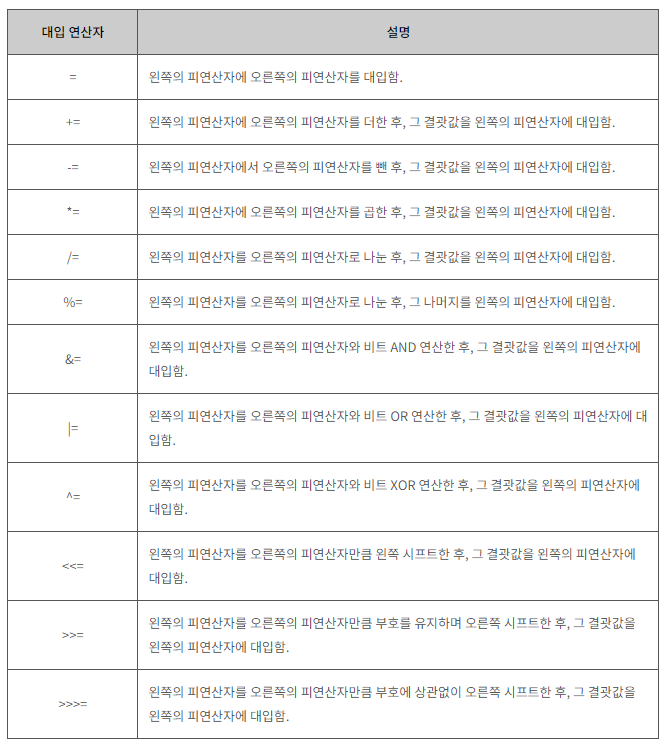 대입 연산자 설명
= 왼쪽의 피연산자에 오른쪽의 피연산자를 대입함.
+= 왼쪽의 피연산자에 오른쪽의 피연산자를 더한 후, 그 결괏값을 왼쪽의 피연산자에 대입함.
-= 왼쪽의 피연산자에서 오른쪽의 피연산자를 뺀 후, 그 결괏값을 왼쪽의 피연산자에 대입함.
*= 왼쪽의 피연산자에 오른쪽의 피연산자를 곱한 후, 그 결괏값을 왼쪽의 피연산자에 대입함.
/= 왼쪽의 피연산자를 오른쪽의 피연산자로 나눈 후, 그 결괏값을 왼쪽의 피연산자에 대입함.
%= 왼쪽의 피연산자를 오른쪽의 피연산자로 나눈 후, 그 나머지를 왼쪽의 피연산자에 대입함.
&= 왼쪽의 피연산자를 오른쪽의 피연산자와 비트 AND 연산한 후, 그 결괏값을 왼쪽의 피연산자에
대입함.
|= 왼쪽의 피연산자를 오른쪽의 피연산자와 비트 OR 연산한 후, 그 결괏값을 왼쪽의 피연산자에 대
입함.
^= 왼쪽의 피연산자를 오른쪽의 피연산자와 비트 XOR 연산한 후, 그 결괏값을 왼쪽의 피연산자에
대입함.
<<= 왼쪽의 피연산자를 오른쪽의 피연산자만큼 왼쪽 시프트한 후, 그 결괏값을 왼쪽의 피연산자에
대입함.
>>= 왼쪽의 피연산자를 오른쪽의 피연산자만큼 부호를 유지하며 오른쪽 시프트한 후, 그 결괏값을
왼쪽의 피연산자에 대입함.
>>>= 왼쪽의 피연산자를 오른쪽의 피연산자만큼 부호에 상관없이 오른쪽 시프트한 후, 그 결괏값을
왼쪽의 피연산자에 대입함.